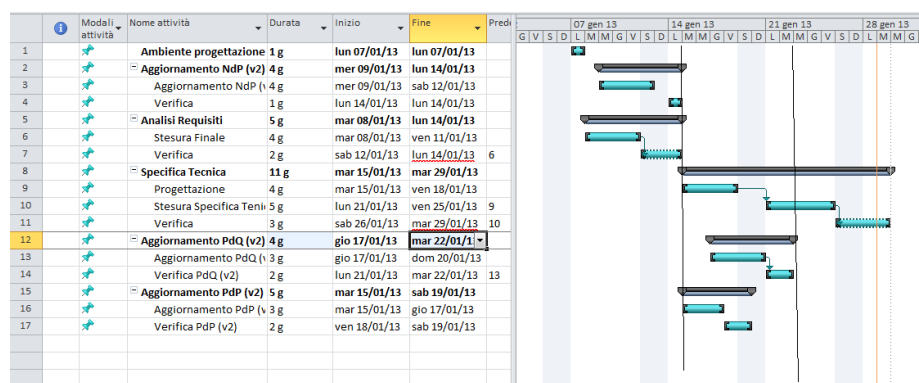 Modali attività Nome attività Durata Inizio Fine Prede 07 gen 13 14 gen 13 21 gen 13 28 gen 13
G V S D L M M G V S D L M M G V S D L M M G V S D L M M G
1 Ambiente progettazione 1 g lun 07/01/13 lun 07/01/13
2 Aggiornamento NdP (v2) 4 g mer 09/01/13 lun 14/01/13
3 Aggiornamento NdP (v 4 g mer 09/01/13 sab 12/01/13
4 Verifica 1 g lun 14/01/13 lun 14/01/13
5 Analisi Requisiti 5 g mar 08/01/13 lun 14/01/13
6 Stesura Finale 4 g mar 08/01/13 ven 11/01/13
7 Verifica 2 g sab 12/01/13 lun 14/01/13 6
8 Specifica Tecnica 11 g mar 15/01/13 mar 29/01/13
9 Progettazione 4 g mar 15/01/13 ven 18/01/13
10 Stesura Specifica Teni 5 g lun 21/01/13 ven 25/01/13 9
11 Verifica 3 g sab 26/01/13 mar 29/01/13 10
12 Aggiornamento PdQ (v2) 4 g gio 17/01/13 mar 22/01/1
13 Aggiornamento PdQ (v 3 g gio 17/01/13 dom 20/01/13
14 Verifica PdQ (v2) 2 g lun 21/01/13 mar 22/01/13 13
15 Aggiornamento PdP (v2) 5 g mar 15/01/13 sab 19/01/13
16 Aggiornamento PdP (v 3 g mar 15/01/13 gio 17/01/13
17 Verifica PdP (v2) 2 g ven 18/01/13 sab 19/01/13